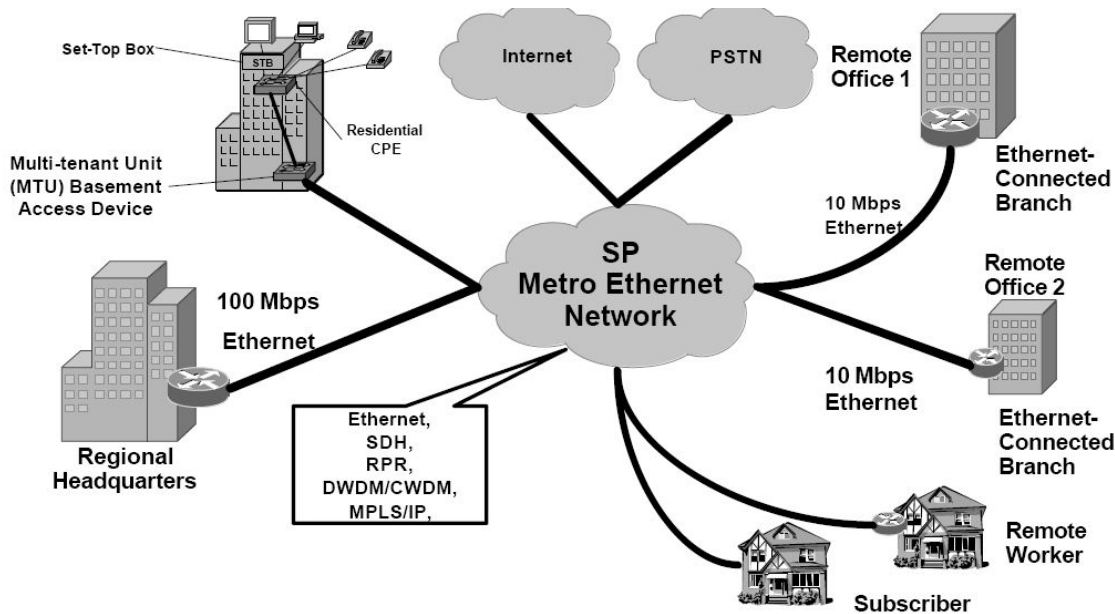 Set-Top Box
STB
Residential
CPE
Multi-tenant Unit
(MTU) Basement
Access Device
Internet
PSTN
Remote
Office 1
Ethernet-
Connected
Branch
10 Mbps
Ethernet
SP
Metro Ethernet
Network
Remote
Office 2
100 Mbps
Ethernet
10 Mbps
Ethernet
Ethernet-
Connected
Branch
Regional
Headquarters
Ethernet,
SDH,
RPR,
DWDM/CWDM,
MPLS/IP,
Remote
Worker
Subscriber